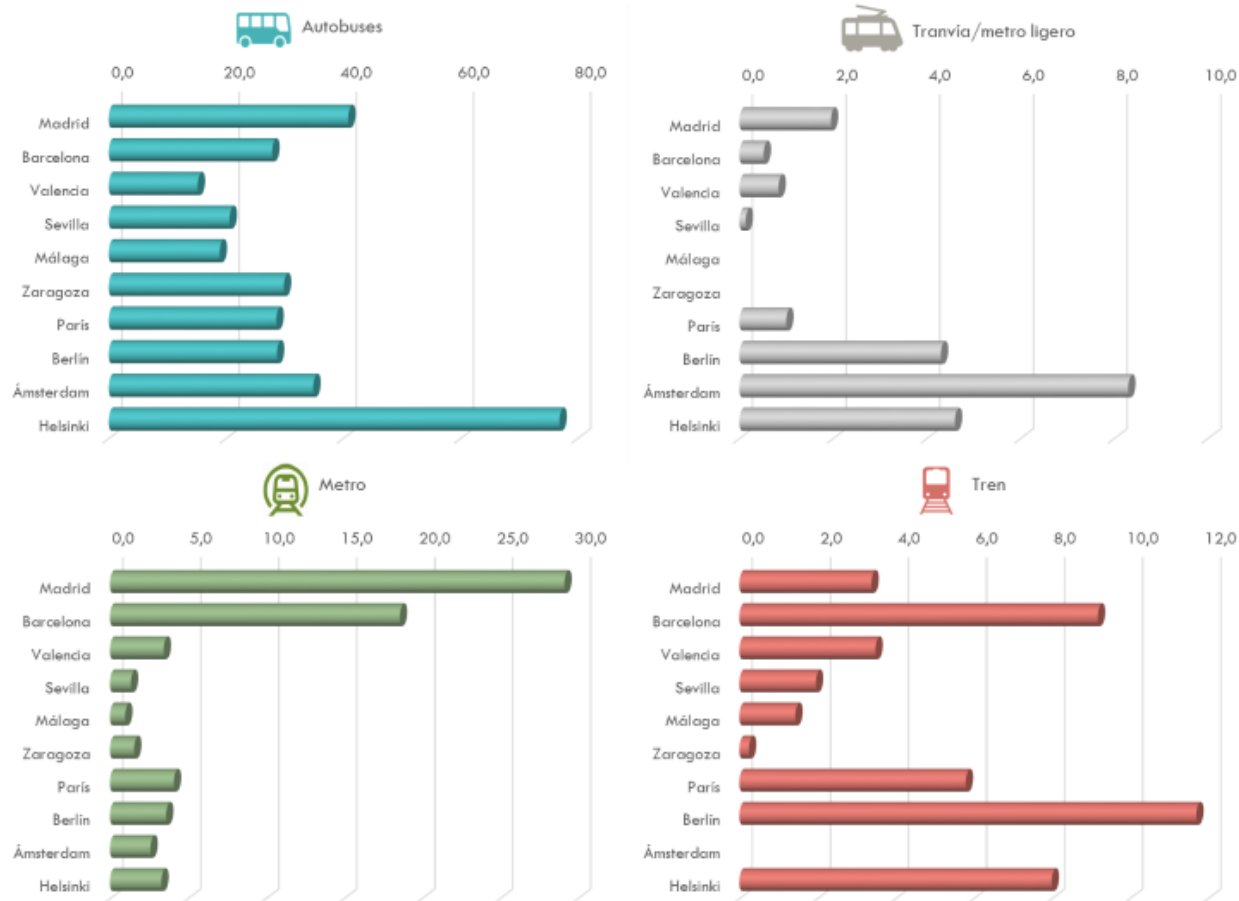 Autobuses
0,0 20,0 40,0 60,0 80,0
Madrid
Barcelona
Valencia
Sevilla
Málaga
Zaragoza
París
Berlín
Ámsterdam
Helsinki
Tranvía/metro ligero
0,0 2,0 4,0 6,0 8,0 10,0
Madrid
Barcelona
Valencia
Sevilla
Málaga
Zaragoza
París
Berlín
Ámsterdam
Helsinki
Metro
0,0 5,0 10,0 15,0 20,0 25,0 30,0
Madrid
Barcelona
Valencia
Sevilla
Málaga
Zaragoza
París
Berlín
Ámsterdam
Helsinki
Tren
0,0 2,0 4,0 6,0 8,0 10,0 12,0
Madrid
Barcelona
Valencia
Sevilla
Málaga
Zaragoza
París
Berlín
Ámsterdam
Helsinki